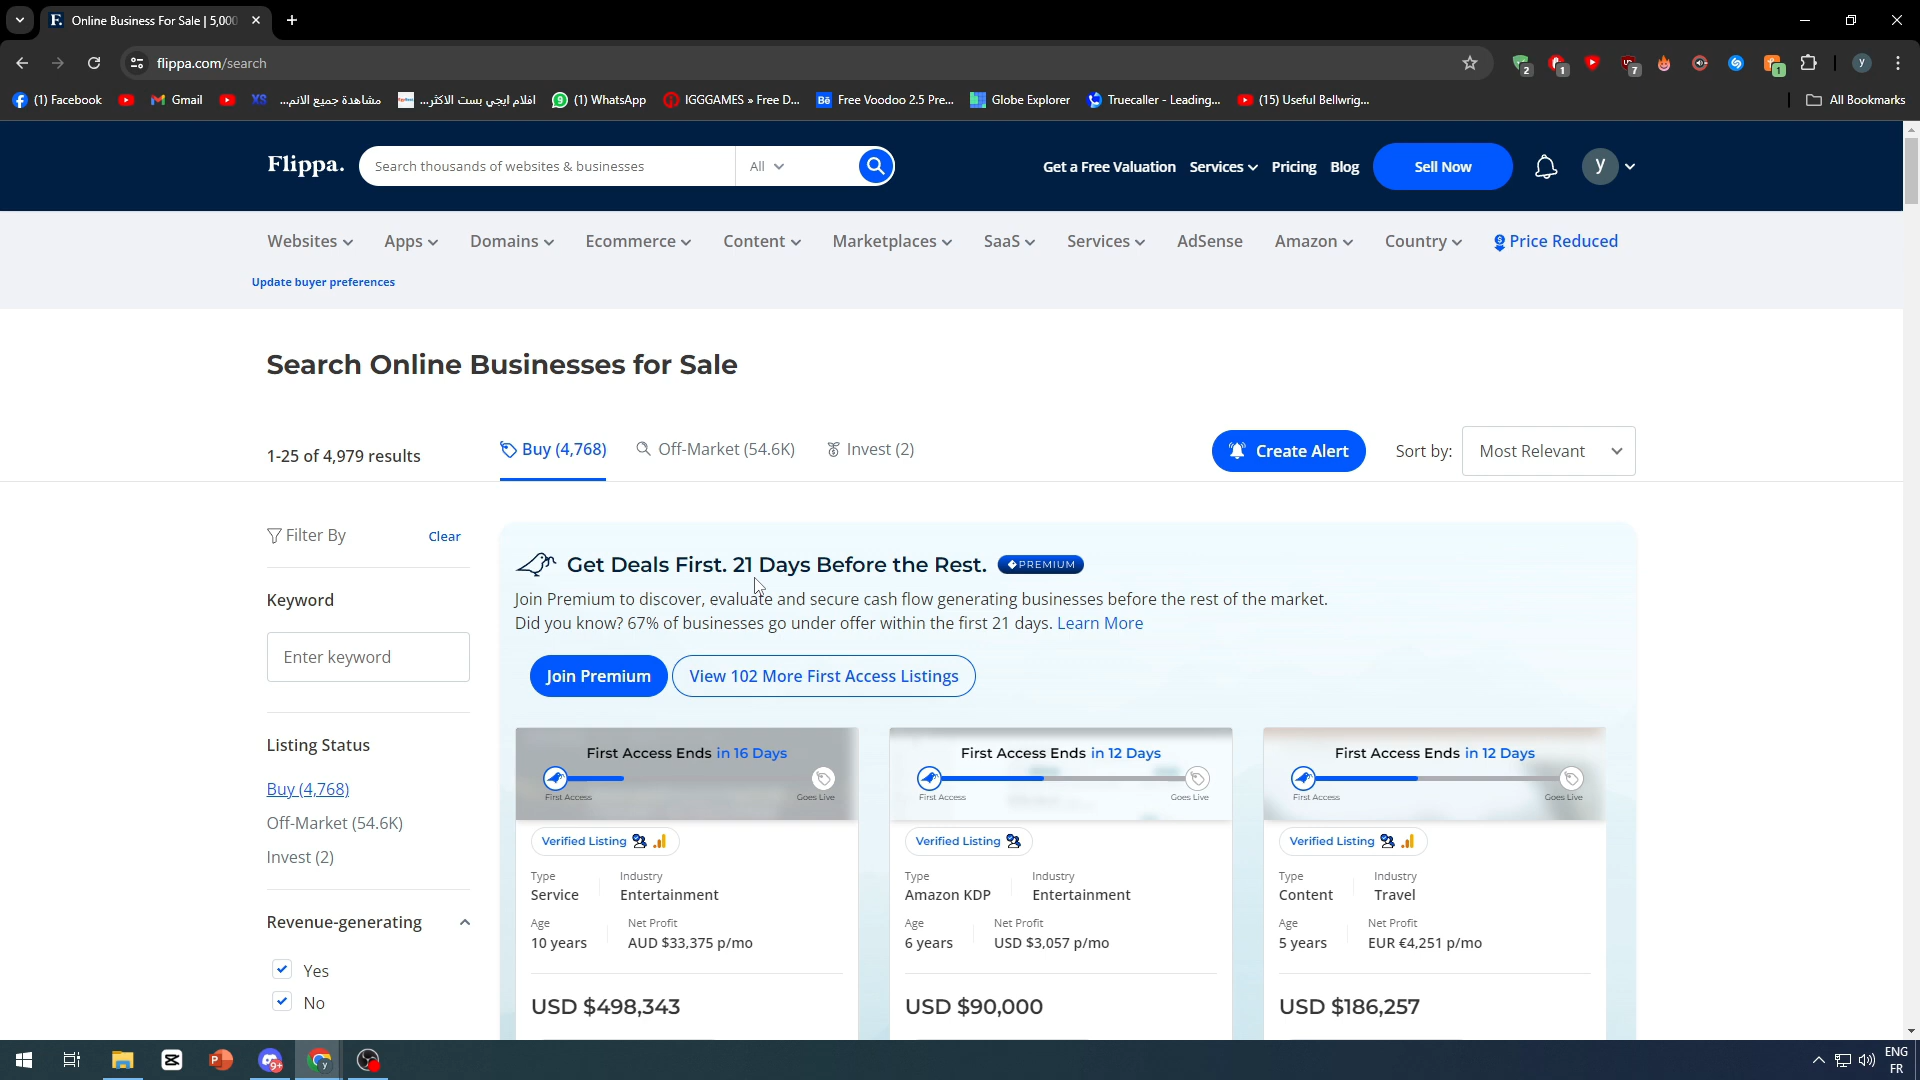 Online Business For Sale | 5,000
flippa.com/search
2
1
7
1
y
(1) Facebook
Gmail
XS
مشاهدة جميع الانم...
افلام ايجي بست الاكثر...
(1) WhatsApp
IGGGAMES » Free D...
Free Voodoo 2.5 Pre...
Globe Explorer
Truecaller - Leading...
(15) Useful Bellwrig...
All Bookmarks
Flippa.
Search thousands of websites & businesses
All
Get a Free Valuation
Services
Pricing
Blog
Sell Now
y
Websites
Apps
Domains
Ecommerce
Content
Marketplaces
SaaS
Services
AdSense
Amazon
Country
Price Reduced
Update buyer preferences
Search Online Businesses for Sale
1-25 of 4,979 results
Buy (4,768)
Off-Market (54.6K)
Invest (2)
Create Alert
Sort by:
Most Relevant
Filter By
Clear
Keyword
Enter keyword
Listing Status
Buy (4,768)
Off-Market (54.6K)
Invest (2)
Revenue-generating
Yes
No
Get Deals First. 21 Days Before the Rest.
PREMIUM
Join Premium to discover, evaluate and secure cash flow generating businesses before the rest of the market.
Did you know? 67% of businesses go under offer within the first 21 days. Learn More
Join Premium
View 102 More First Access Listings
First Access Ends in 16 Days
First Access
Goes Live
Verified Listing
Type
Industry
Service
Entertainment
Age
Net Profit
10 years
AUD $33,375 p/mo
USD $498,343
First Access Ends in 12 Days
First Access
Goes Live
Verified Listing
Type
Industry
Amazon KDP
Entertainment
Age
Net Profit
6 years
USD $3,057 p/mo
USD $90,000
First Access Ends in 12 Days
First Access
Goes Live
Verified Listing
Type
Industry
Content
Travel
Age
Net Profit
5 years
EUR €4,251 p/mo
USD $186,257
9+
ENG
FR